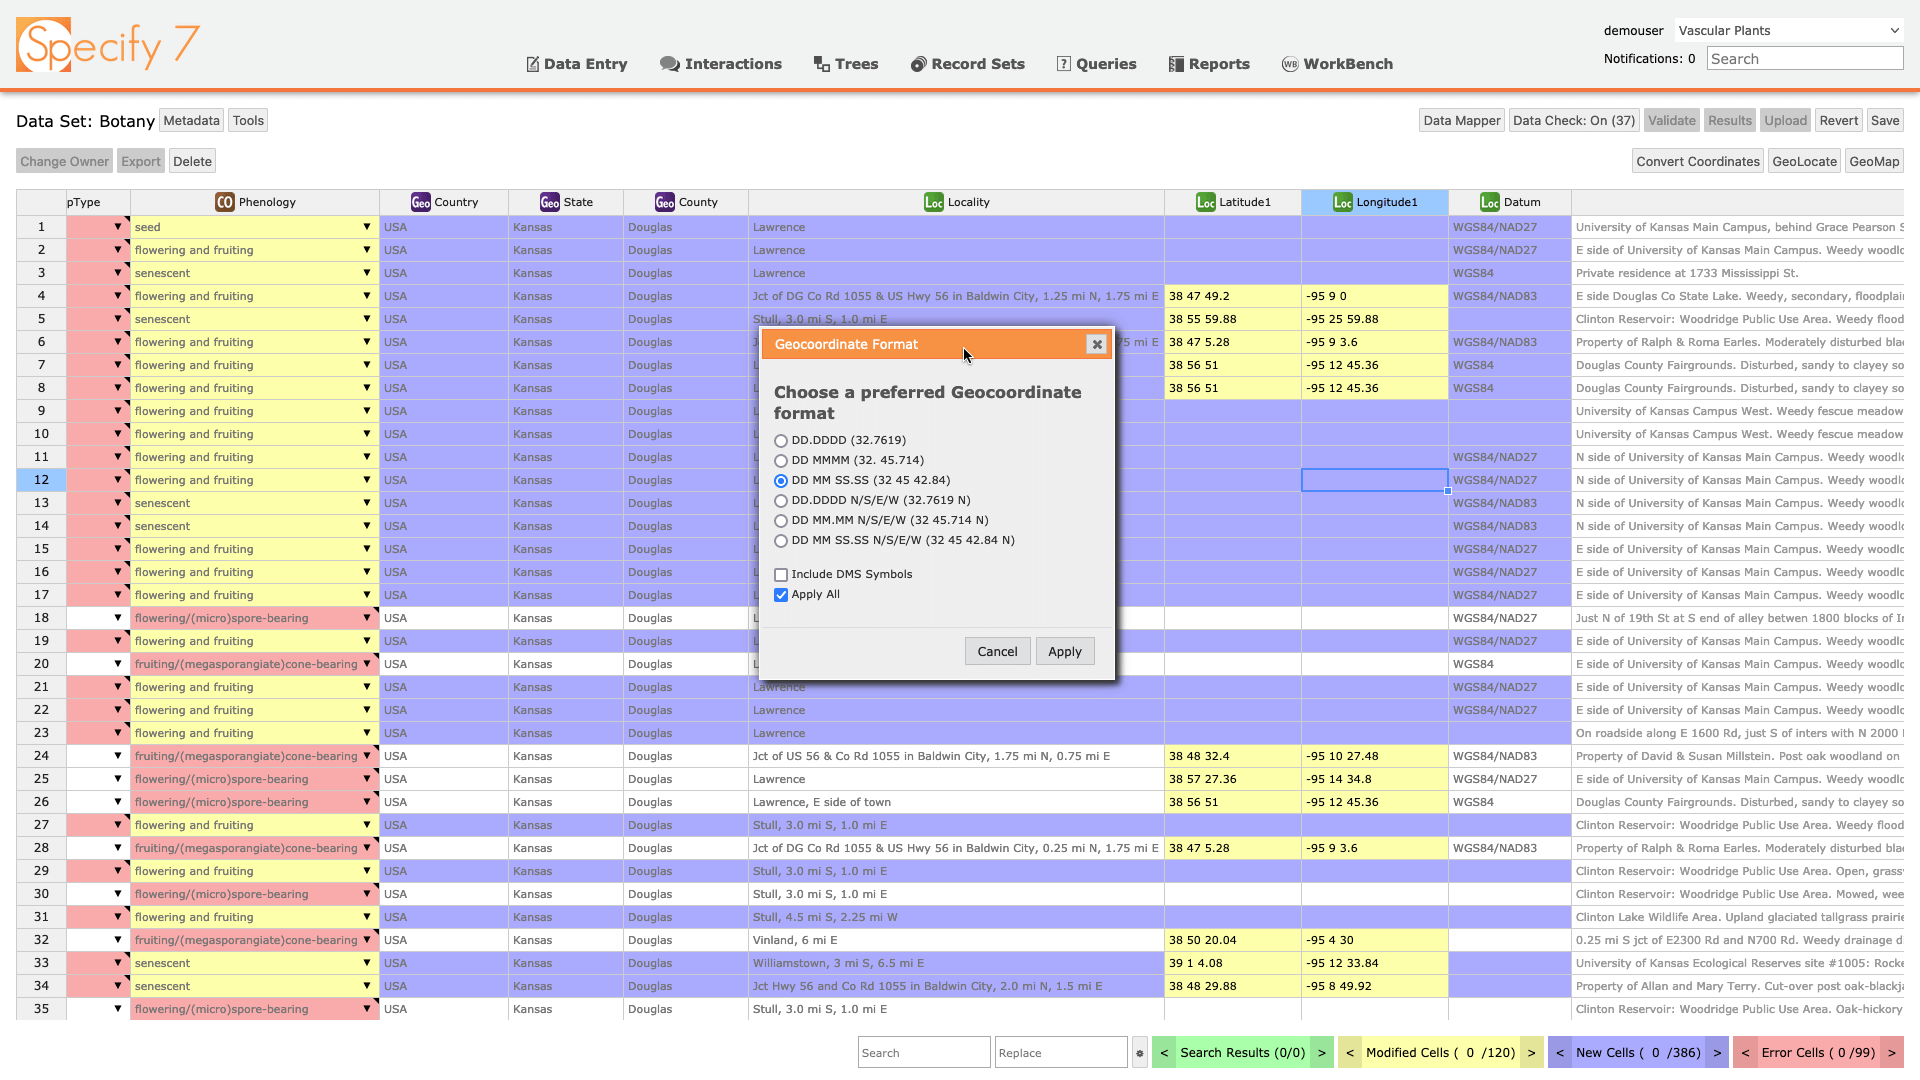 Specify 7
Data Entry Interactions Trees Record Sets Queries Reports WB WorkBench
demouser Vascular Plants
Notifications: 0 Search
Data Set: Botany Metadata Tools Data Mapper Data Check: On (37) Validate Results Upload Revert Save
Change Owner Export Delete Convert Coordinates GeoLocate GeoMap
pType CO Phenology Geo Country Geo State Geo County Loc Locality Loc Latitude1 Loc Longitude1 Loc Datum
1 seed USA Kansas Douglas Lawrence WGS84/NAD27 University of Kansas Main Campus, behind Grace Pearson S
2 flowering and fruiting USA Kansas Douglas Lawrence WGS84/NAD27 E side of University of Kansas Main Campus. Weedy woodlc
3 senescent USA Kansas Douglas Lawrence WGS84 Private residence at 1733 Mississippi St.
4 flowering and fruiting USA Kansas Douglas Jct of DG Co Rd 1055 & US Hwy 56 in Baldwin City, 1.25 mi N, 1.75 mi E 38 47 49.2 -95 9 0 WGS84/NAD83 E side Douglas Co State Lake. Weedy, secondary, floodplai
5 senescent USA Kansas Douglas Stull, 3.0 mi S, 1.0 mi E 38 55 59.88 -95 25 59.88 Clinton Reservoir: Woodridge Public Use Area. Weedy flood
6 flowering and fruiting USA Kansas Douglas 75 mi E 38 47 5.28 -95 9 3.6 WGS84/NAD83 Property of Ralph & Roma Earles. Moderately disturbed bla
7 flowering and fruiting USA Kansas Douglas 38 56 51 -95 12 45.36 WGS84 Douglas County Fairgrounds. Disturbed, sandy to clayey so
8 flowering and fruiting USA Kansas Douglas 38 56 51 -95 12 45.36 WGS84 Douglas County Fairgrounds. Disturbed, sandy to clayey so
9 flowering and fruiting USA Kansas Douglas University of Kansas Campus West. Weedy fescue meadow
10 flowering and fruiting USA Kansas Douglas University of Kansas Campus West. Weedy fescue meadow
11 flowering and fruiting USA Kansas Douglas WGS84/NAD27 N side of University of Kansas Main Campus. Weedy woodlc
12 flowering and fruiting USA Kansas Douglas WGS84/NAD27 N side of University of Kansas Main Campus. Weedy woodlc
13 senescent USA Kansas Douglas WGS84/NAD83 N side of University of Kansas Main Campus. Weedy woodlc
14 senescent USA Kansas Douglas WGS84/NAD83 N side of University of Kansas Main Campus. Weedy woodlc
15 flowering and fruiting USA Kansas Douglas WGS84/NAD27 E side of University of Kansas Main Campus. Weedy woodlc
16 flowering and fruiting USA Kansas Douglas WGS84/NAD27 E side of University of Kansas Main Campus. Weedy woodlc
17 flowering and fruiting USA Kansas Douglas WGS84/NAD27 E side of University of Kansas Main Campus. Weedy woodlc
18 flowering/(micro)spore-bearing USA Kansas Douglas WGS84/NAD27 Just N of 19th St at S end of alley betwen 1800 blocks of Ir
19 flowering and fruiting USA Kansas Douglas WGS84/NAD27 E side of University of Kansas Main Campus. Weedy woodlc
20 fruiting/(megasporangiate)cone-bearing USA Kansas Douglas WGS84 E side of University of Kansas Main Campus. Weedy woodlc
21 flowering and fruiting USA Kansas Douglas Lawrence WGS84/NAD27 E side of University of Kansas Main Campus. Weedy woodlc
22 flowering and fruiting USA Kansas Douglas Lawrence WGS84/NAD27 E side of University of Kansas Main Campus. Weedy woodlc
23 flowering and fruiting USA Kansas Douglas Lawrence On roadside along E 1600 Rd, just S of inters with N 2000
24 fruiting/(megasporangiate)cone-bearing USA Kansas Douglas Jct of US 56 & Co Rd 1055 in Baldwin City, 1.75 mi N, 0.75 mi E 38 48 32.4 -95 10 27.48 WGS84/NAD83 Property of David & Susan Millstein. Post oak woodland on
25 flowering/(micro)spore-bearing USA Kansas Douglas Lawrence 38 57 27.36 -95 14 34.8 WGS84/NAD27 E side of University of Kansas Main Campus. Weedy woodlc
26 flowering/(micro)spore-bearing USA Kansas Douglas Lawrence, E side of town 38 56 51 -95 12 45.36 WGS84 Douglas County Fairgrounds. Disturbed, sandy to clayey so
27 flowering and fruiting USA Kansas Douglas Stull, 3.0 mi S, 1.0 mi E Clinton Reservoir: Woodridge Public Use Area. Weedy flood
28 fruiting/(megasporangiate)cone-bearing USA Kansas Douglas Jct of DG Co Rd 1055 & US Hwy 56 in Baldwin City, 0.25 mi N, 1.75 mi E 38 47 5.28 -95 9 3.6 WGS84/NAD83 Property of Ralph & Roma Earles. Moderately disturbed bla
29 flowering and fruiting USA Kansas Douglas Stull, 3.0 mi S, 1.0 mi E Clinton Reservoir: Woodridge Public Use Area. Open, grass
30 flowering/(micro)spore-bearing USA Kansas Douglas Stull, 3.0 mi S, 1.0 mi E Clinton Reservoir: Woodridge Public Use Area. Mowed, wee
31 flowering and fruiting USA Kansas Douglas Stull, 4.5 mi S, 2.25 mi W Clinton Lake Wildlife Area. Upland glaciated tallgrass prairie
32 fruiting/(megasporangiate)cone-bearing USA Kansas Douglas Vinland, 6 mi E 38 50 20.04 -95 4 30 0.25 mi S jct of E2300 Rd and N700 Rd. Weedy drainage d
33 senescent USA Kansas Douglas Williamstown, 3 mi S, 6.5 mi E 39 1 4.08 -95 12 33.84 University of Kansas Ecological Reserves site #1005: Rocke
34 senescent USA Kansas Douglas Jct Hwy 56 and Co Rd 1055 in Baldwin City, 2.0 mi N, 1.5 mi E 38 48 29.88 -95 8 49.92 Property of Allan and Mary Terry. Cut-over post oak-blackja
35 flowering/(micro)spore-bearing USA Kansas Douglas Stull, 3.0 mi S, 1.0 mi E Clinton Reservoir: Woodridge Public Use Area. Oak-hickory
Geocoordinate Format
Choose a preferred Geocoordinate
format
DD.DDDD (32.7619)
DD MMMM (32. 45.714)
DD MM SS.SS (32 45 42.84)
DD.DDDD N/S/E/W (32.7619 N)
DD MM.MM N/S/E/W (32 45.714 N)
DD MM SS.SS N/S/E/W (32 45 42.84 N)
Include DMS Symbols
Apply All
Cancel Apply
Search Replace < Search Results (0/0) > < Modified Cells ( 0 /120) > < New Cells ( 0 /386) > < Error Cells ( 0 /99) >